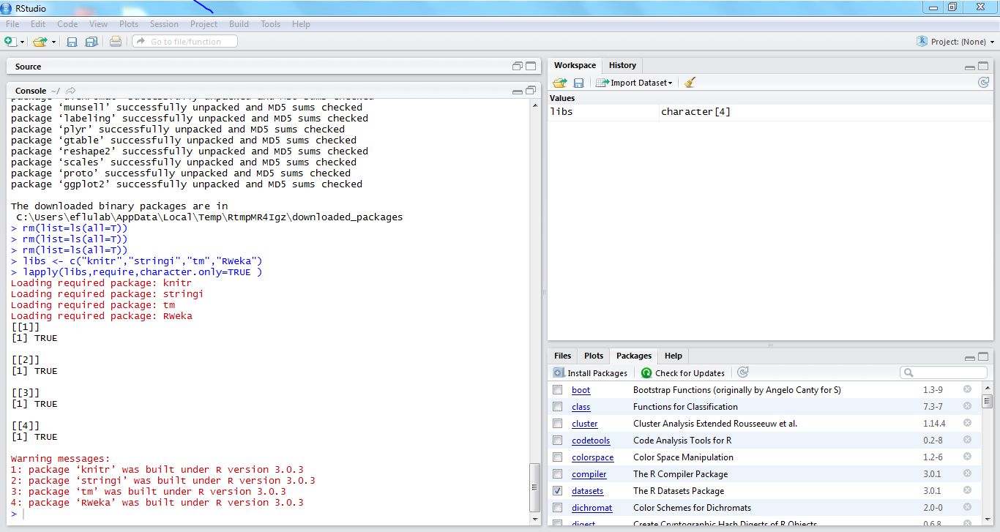 RStudio
File Edit Code View Plots Session Project Build Tools Help
Go to file/function
Project: (None)
Source
Console ~/
package ‘munsell’ successfully unpacked and MD5 sums checked
package ‘labeling’ successfully unpacked and MD5 sums checked
package ‘plyr’ successfully unpacked and MD5 sums checked
package ‘gtable’ successfully unpacked and MD5 sums checked
package ‘reshape2’ successfully unpacked and MD5 sums checked
package ‘scales’ successfully unpacked and MD5 sums checked
package ‘proto’ successfully unpacked and MD5 sums checked
package ‘ggplot2’ successfully unpacked and MD5 sums checked
The downloaded binary packages are in
C:\Users\eflulab\AppData\Local\Temp\RtmpMR4Igz\downloaded_packages
> rm(list=ls(all=T))
> rm(list=ls(all=T))
> rm(list=ls(all=T))
> libs <- c("knitr","stringi","tm","RWeka")
> lapply(libs,require,character.only=TRUE )
Loading required package: knitr
Loading required package: stringi
Loading required package: tm
Loading required package: RWeka
[[1]]
[1] TRUE
[[2]]
[1] TRUE
[[3]]
[1] TRUE
[[4]]
[1] TRUE
Warning messages:
1: package ‘knitr’ was built under R version 3.0.3
2: package ‘stringi’ was built under R version 3.0.3
3: package ‘tm’ was built under R version 3.0.3
4: package ‘RWeka’ was built under R version 3.0.3
>
Workspace History
Import Dataset
Values
libs character[4]
Files Plots Packages Help
Install Packages Check for Updates
boot Bootstrap Functions (originally by Angelo Canty for S) 1.3-9
class Functions for Classification 7.3-7
cluster Cluster Analysis Extended Rousseeuw et al. 1.14.4
codetools Code Analysis Tools for R 0.2-8
colorspace Color Space Manipulation 1.2-6
compiler The R Compiler Package 3.0.1
datasets The R Datasets Package 3.0.1
dichromat Color Schemes for Dichromats 2.0-0
digest Create Cryptographic Hash Digests of R Objects 0.6.8